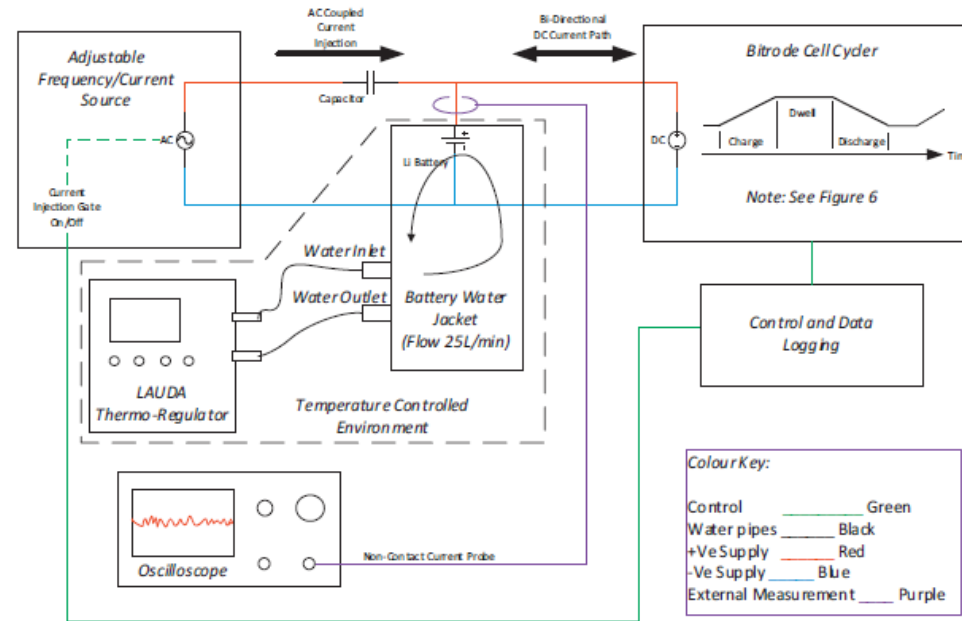 AC Coupled
Current
Injection
Bi-Directional
DC Current Path
Adjustable
Frequency/Current
Source
Bitrode Cell Cycler
Capacitor
AC
DC
Dwell
Charge
Discharge
Li Battery
+
Current
Injection Gate
On/Off
Note: See Figure 6
Water Inlet
Water Outlet
Battery Water
Jacket
(Flow 25L/min)
Control and Data
Logging
LAUDA
Thermo-Regulator
Temperature Controlled
Environment
Colour Key:
Control ________ Green
Water pipes ______ Black
+Ve Supply ______ Red
-Ve Supply _____ Blue
External Measurement ____ Purple
Non-Contact Current Probe
Oscilloscope